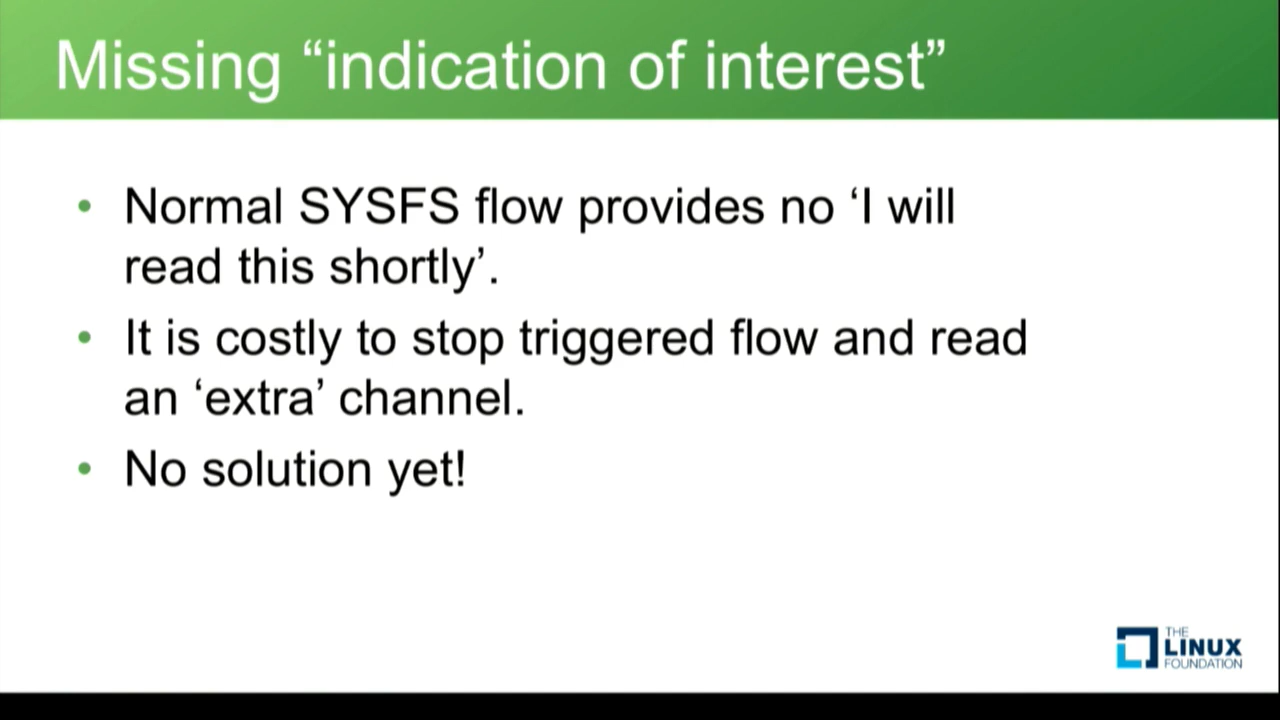 Missing “indication of interest”
• Normal SYSFS flow provides no ‘I will
read this shortly’.
• It is costly to stop triggered flow and read
an ‘extra’ channel.
• No solution yet!
THE
LINUX
FOUNDATION